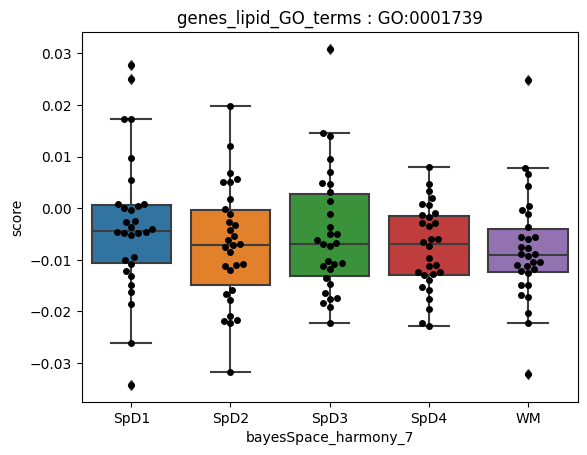 genes_lipid_GO_terms : GO:0001739
0.03
0.02
0.01
0.00
−0.01
−0.02
−0.03
score
SpD1 SpD2 SpD3 SpD4 WM
bayesSpace_harmony_7